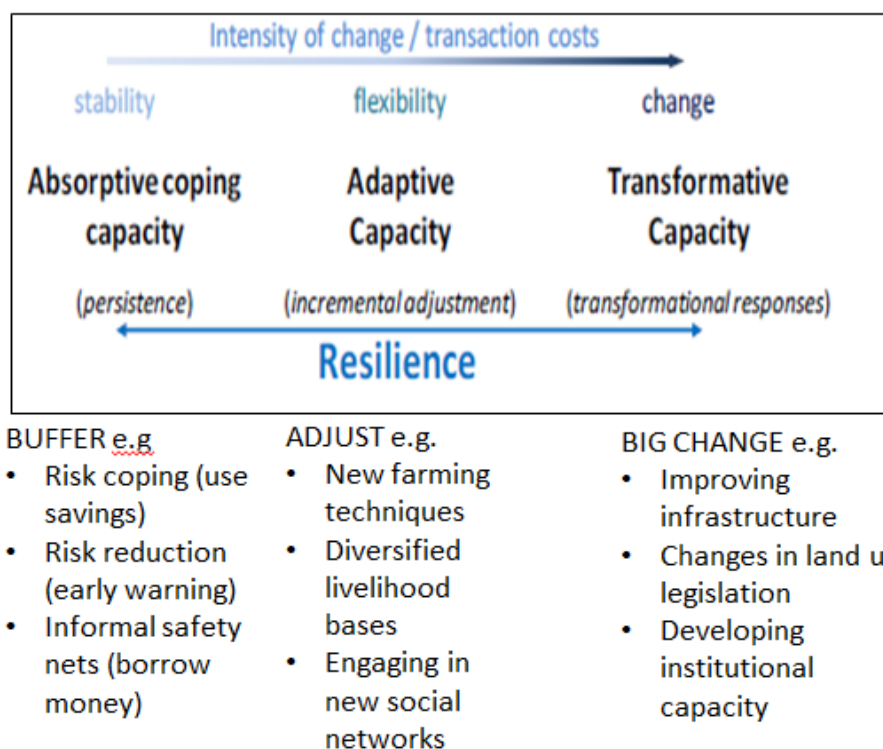 Intensity of change / transaction costs
stability
flexibility
change
Absorptive coping
capacity
Adaptive
Capacity
Transformative
Capacity
(persistence)
(incremental adjustment)
(transformational responses)
Resilience
BUFFER e.g
• Risk coping (use
savings)
• Risk reduction
(early warning)
• Informal safety
nets (borrow
money)
ADJUST e.g.
• New farming
techniques
• Diversified
livelihood
bases
• Engaging in
new social
networks
BIG CHANGE e.g.
• Improving
infrastructure
• Changes in land u
legislation
• Developing
institutional
capacity